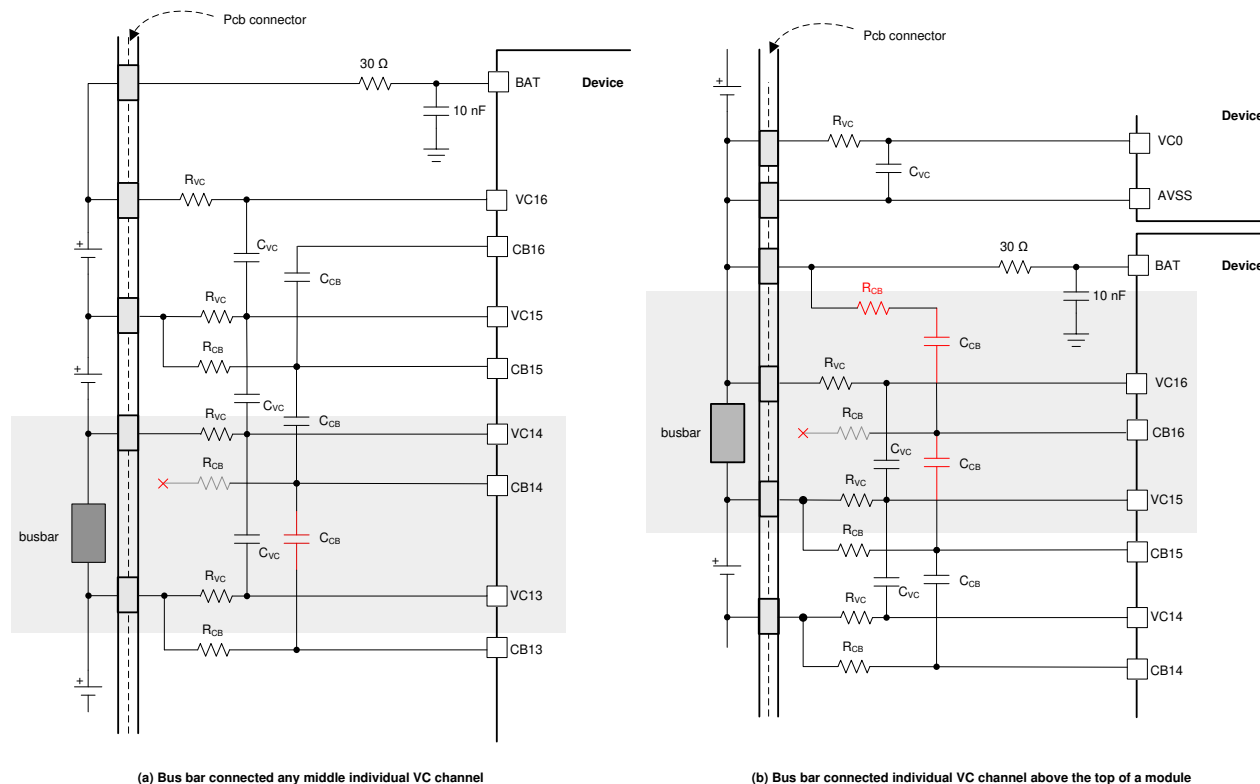 Pcb connector
30 Ω
BAT
Device
10 nF
RVC
VC16
CVC
CB16
CCB
RVC
VC15
RCB
CB15
CVC
CCB
RVC
VC14
RCB
CB14
busbar
CVC
CCB
RVC
VC13
RCB
CB13
(a) Bus bar connected any middle individual VC channel
Pcb connector
Device
RVC
VC0
CVC
AVSS
30 Ω
BAT
Device
RCB
10 nF
CCB
RVC
VC16
RCB
CB16
busbar
CVC
CCB
RVC
VC15
RCB
CB15
CVC
CCB
RVC
VC14
RCB
CB14
(b) Bus bar connected individual VC channel above the top of a module